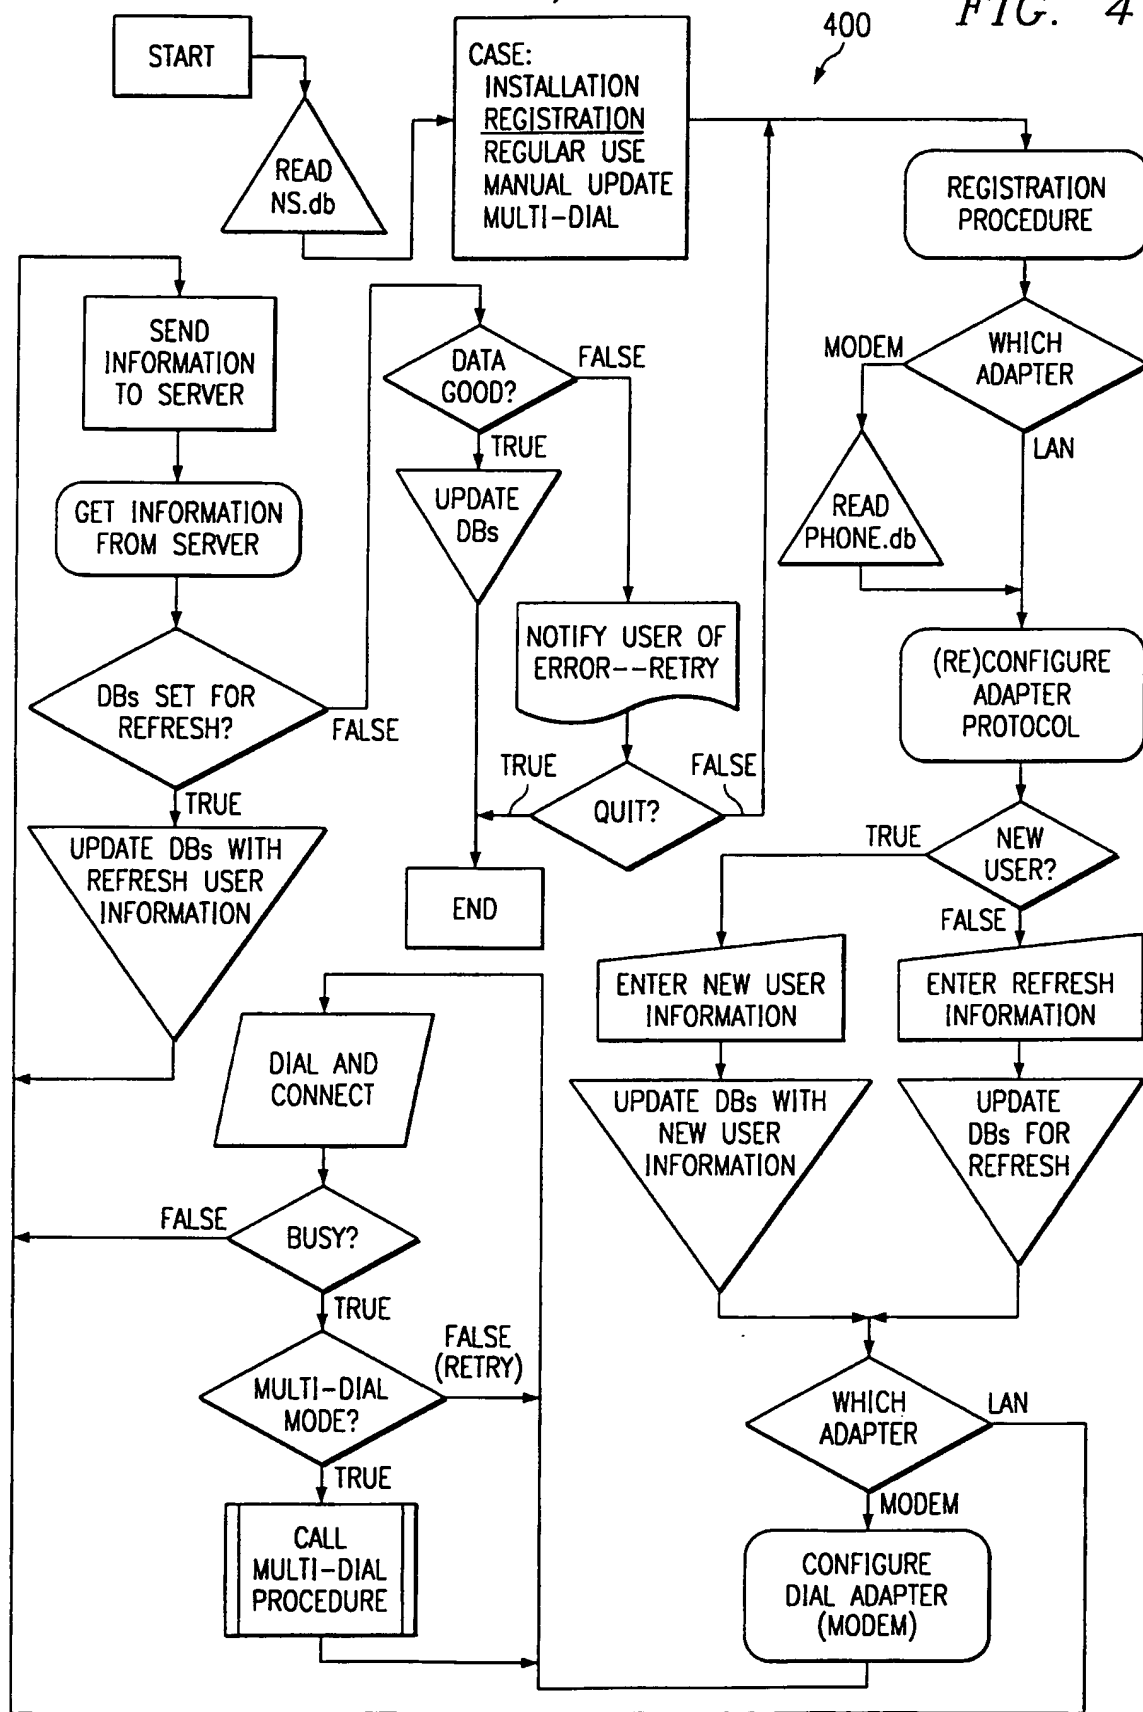 FIG. 4
400
START
READ
NS.db
CASE:
INSTALLATION
REGISTRATION
REGULAR USE
MANUAL UPDATE
MULTI-DIAL
REGISTRATION
PROCEDURE
WHICH
ADAPTER
MODEM
LAN
READ
PHONE.db
(RE)CONFIGURE
ADAPTER
PROTOCOL
NEW
USER?
TRUE
FALSE
ENTER NEW USER
INFORMATION
ENTER REFRESH
INFORMATION
UPDATE DBs WITH
NEW USER
INFORMATION
UPDATE
DBs FOR
REFRESH
WHICH
ADAPTER
LAN
MODEM
CONFIGURE
DIAL ADAPTER
(MODEM)
DIAL AND
CONNECT
BUSY?
FALSE
TRUE
MULTI-DIAL
MODE?
FALSE
(RETRY)
TRUE
CALL
MULTI-DIAL
PROCEDURE
SEND
INFORMATION
TO SERVER
GET INFORMATION
FROM SERVER
DBs SET FOR
REFRESH?
FALSE
TRUE
UPDATE DBs WITH
REFRESH USER
INFORMATION
DATA
GOOD?
FALSE
TRUE
UPDATE
DBs
NOTIFY USER OF
ERROR--RETRY
QUIT?
TRUE
FALSE
END